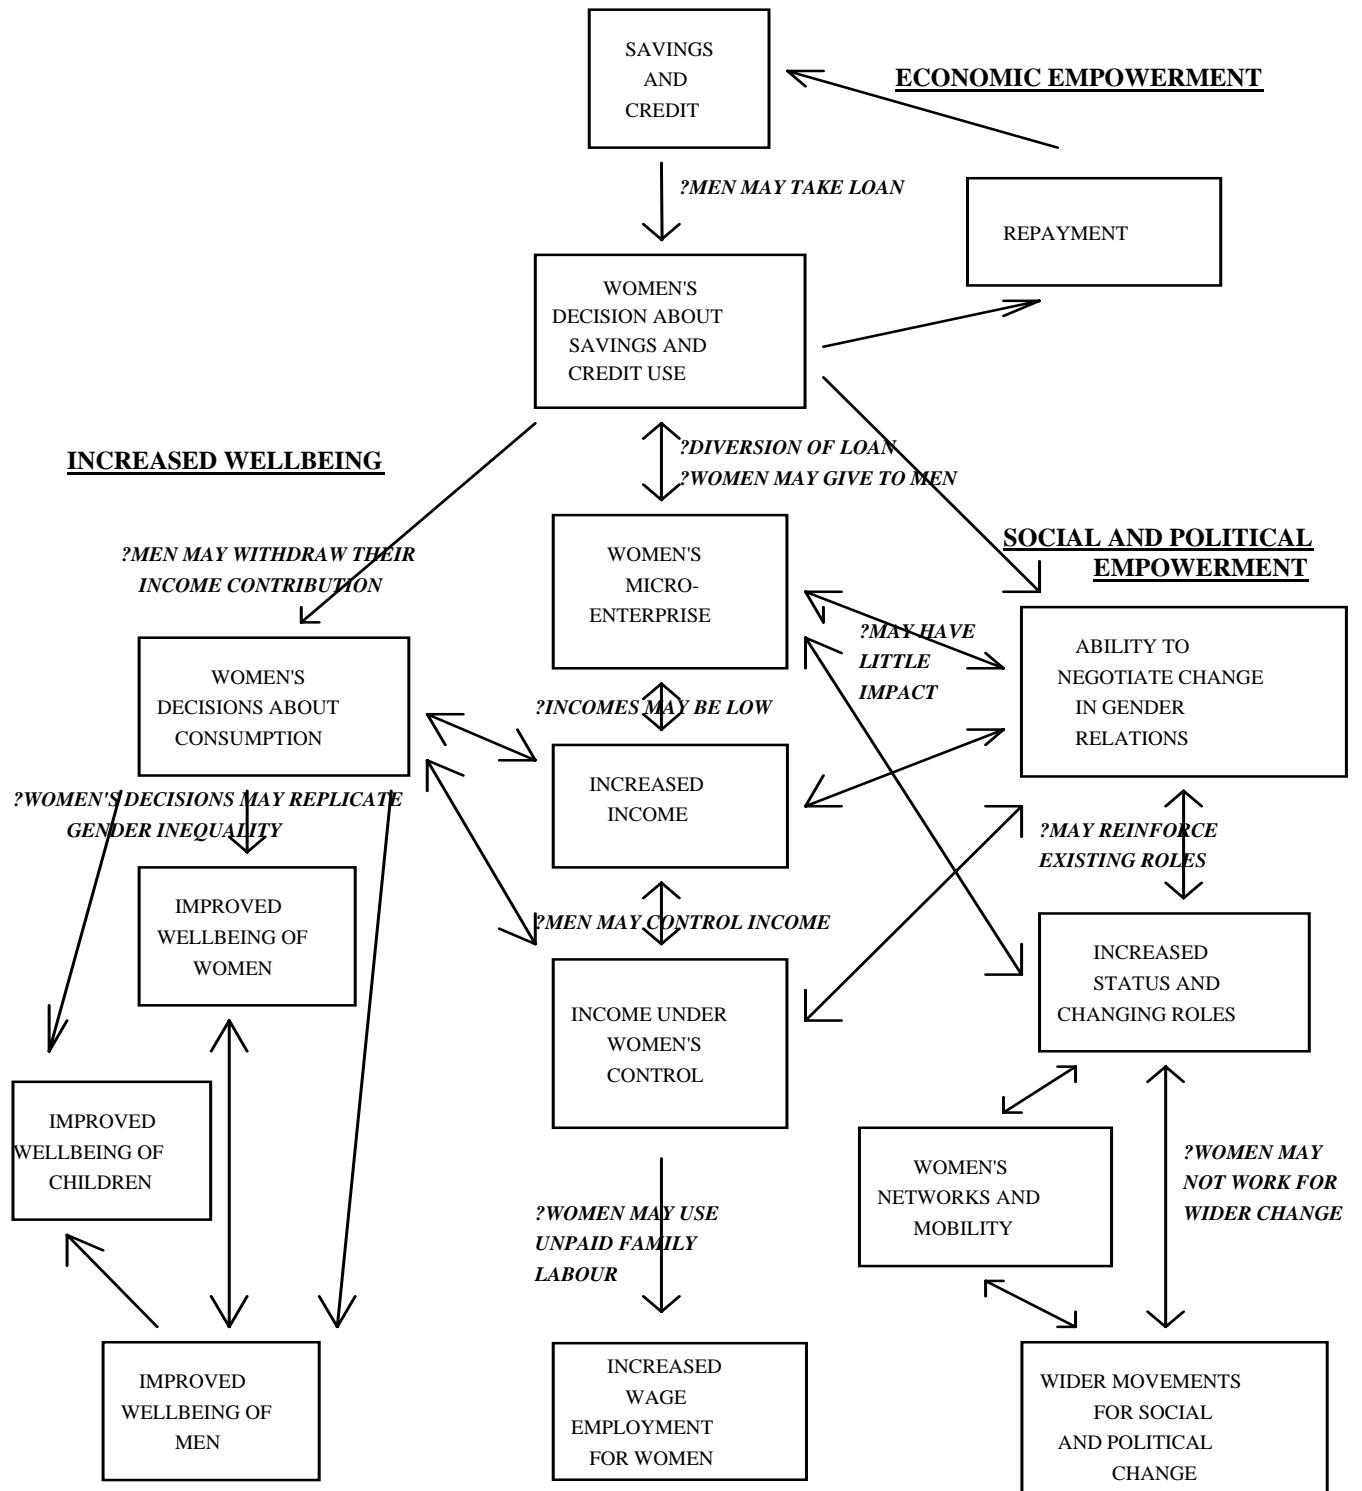 SAVINGS
AND
CREDIT
ECONOMIC EMPOWERMENT
?MEN MAY TAKE LOAN
REPAYMENT
WOMEN'S
DECISION ABOUT
SAVINGS AND
CREDIT USE
INCREASED WELLBEING
?DIVERSION OF LOAN
?WOMEN MAY GIVE TO MEN
SOCIAL AND POLITICAL
EMPOWERMENT
?MEN MAY WITHDRAW THEIR
INCOME CONTRIBUTION
WOMEN'S
MICRO-
ENTERPRISE
?MAY HAVE
LITTLE
IMPACT
ABILITY TO
NEGOTIATE CHANGE
IN GENDER
RELATIONS
WOMEN'S
DECISIONS ABOUT
CONSUMPTION
?INCOMES MAY BE LOW
INCREASED
INCOME
?WOMEN'S DECISIONS MAY REPLICATE
GENDER INEQUALITY
?MAY REINFORCE
EXISTING ROLES
IMPROVED
WELLBEING OF
WOMEN
?MEN MAY CONTROL INCOME
INCREASED
STATUS AND
CHANGING ROLES
INCOME UNDER
WOMEN'S
CONTROL
IMPROVED
WELLBEING OF
CHILDREN
WOMEN'S
NETWORKS AND
MOBILITY
?WOMEN MAY
NOT WORK FOR
WIDER CHANGE
?WOMEN MAY USE
UNPAID FAMILY
LABOUR
IMPROVED
WELLBEING OF
MEN
INCREASED
WAGE
EMPLOYMENT
FOR WOMEN
WIDER MOVEMENTS
FOR SOCIAL
AND POLITICAL
CHANGE